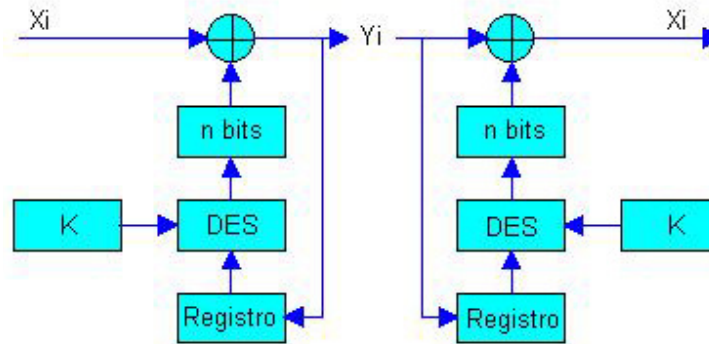 Xi Yi Xi
n bits n bits
K DES DES K
Registro Registro